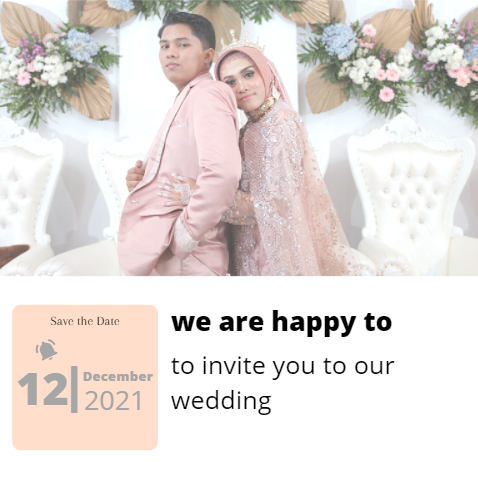 Save the Date
12
December
2021
we are happy to
to invite you to our
wedding